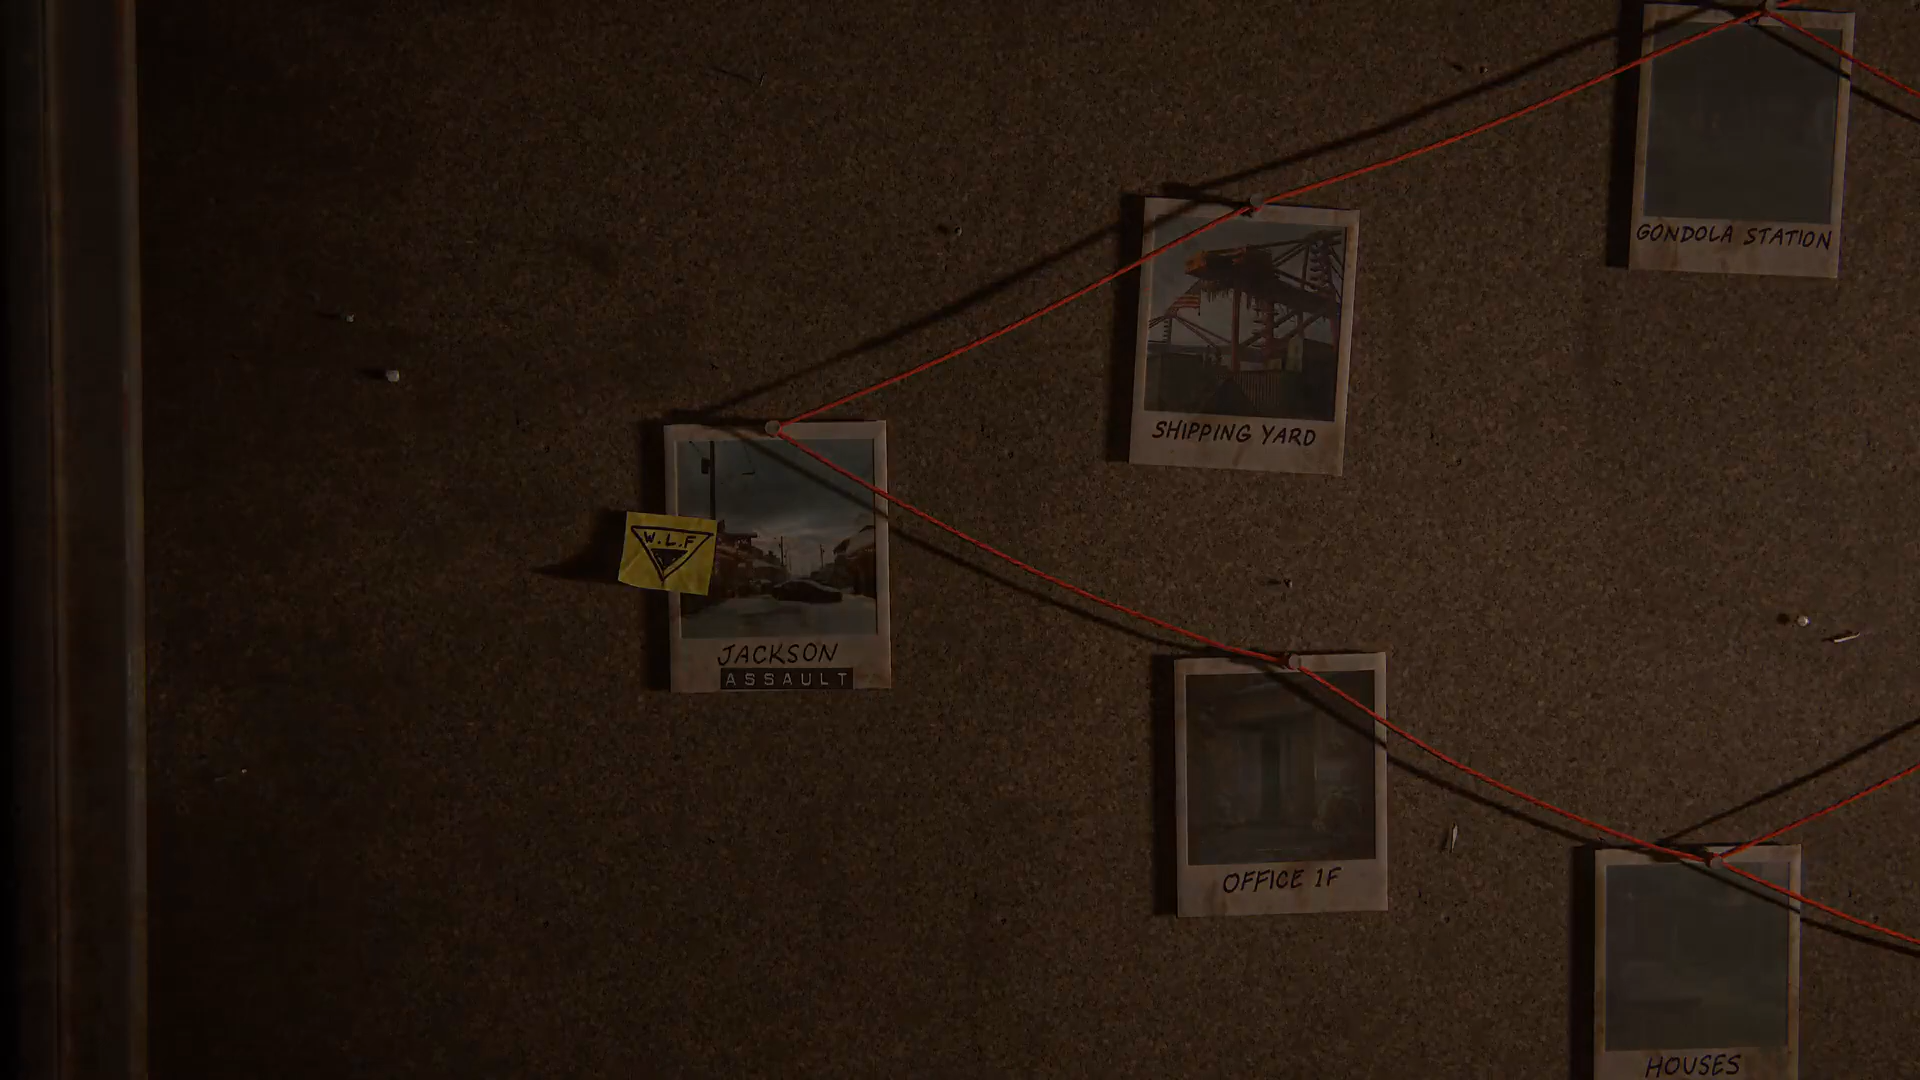 GONDOLA STATION
SHIPPING YARD
W.L.F
JACKSON
ASSAULT
OFFICE 1F
HOUSES